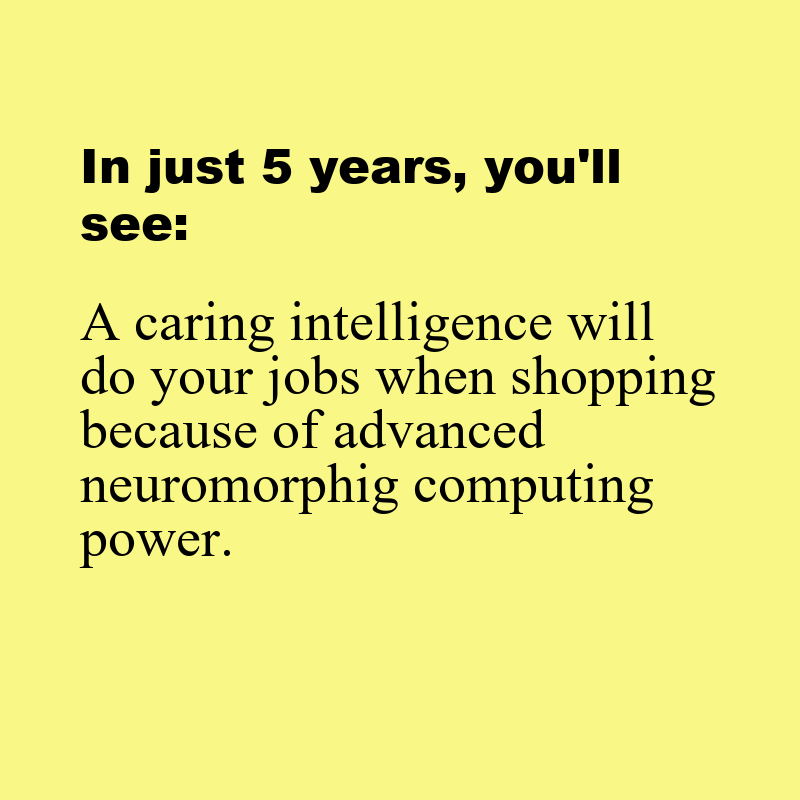 In just 5 years, you'll
see:
A caring intelligence will
do your jobs when shopping
because of advanced
neuromorphig computing
power.